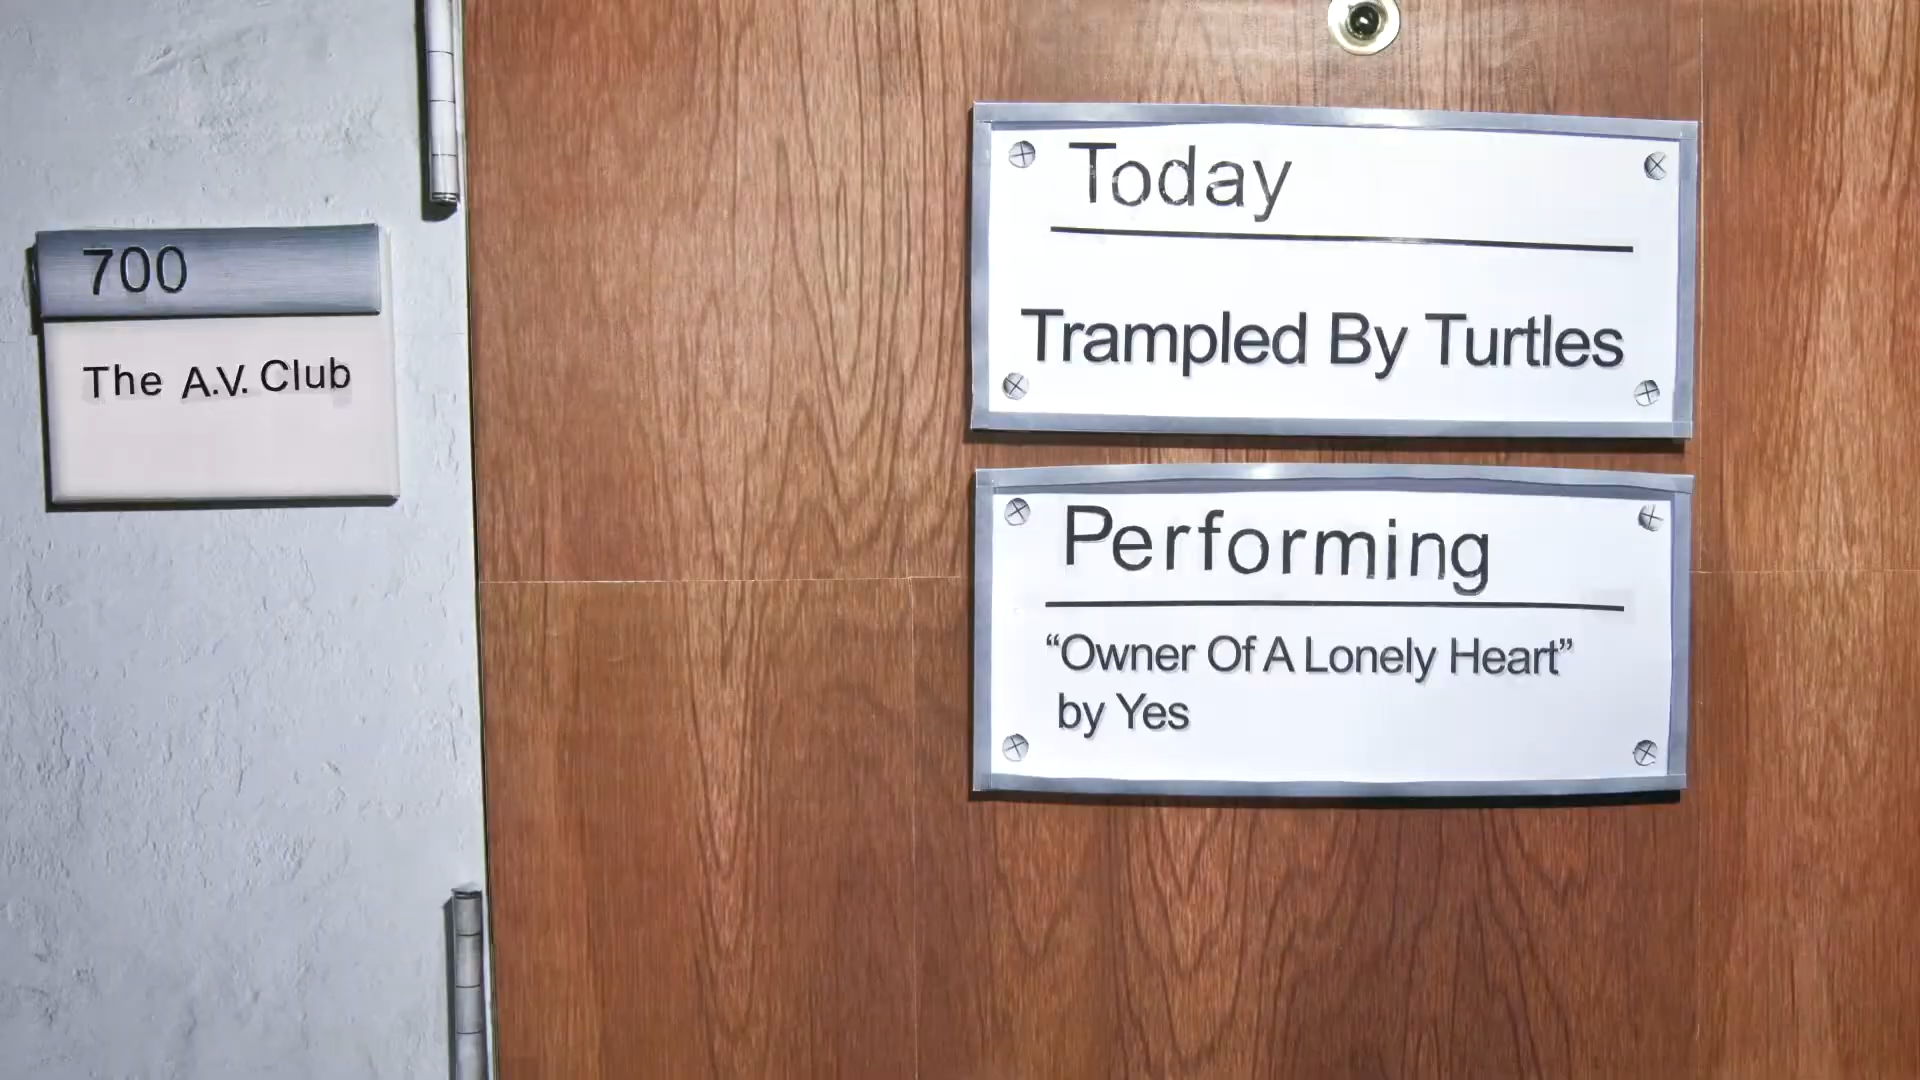 700
The A.V. Club
Today
Trampled By Turtles
Performing
“Owner Of A Lonely Heart”
by Yes